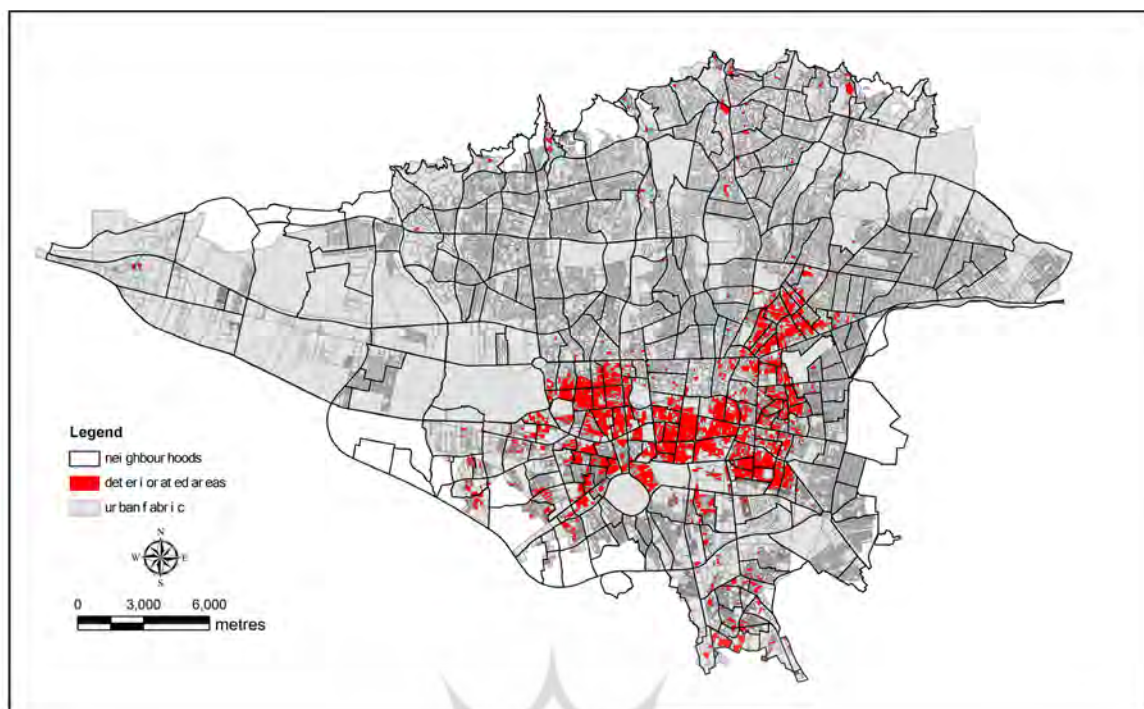 Legend
nei ghbour hoods
det er i or at ed ar eas
ur ban f abr i c
N
W E
S
0 3,000 6,000
metres